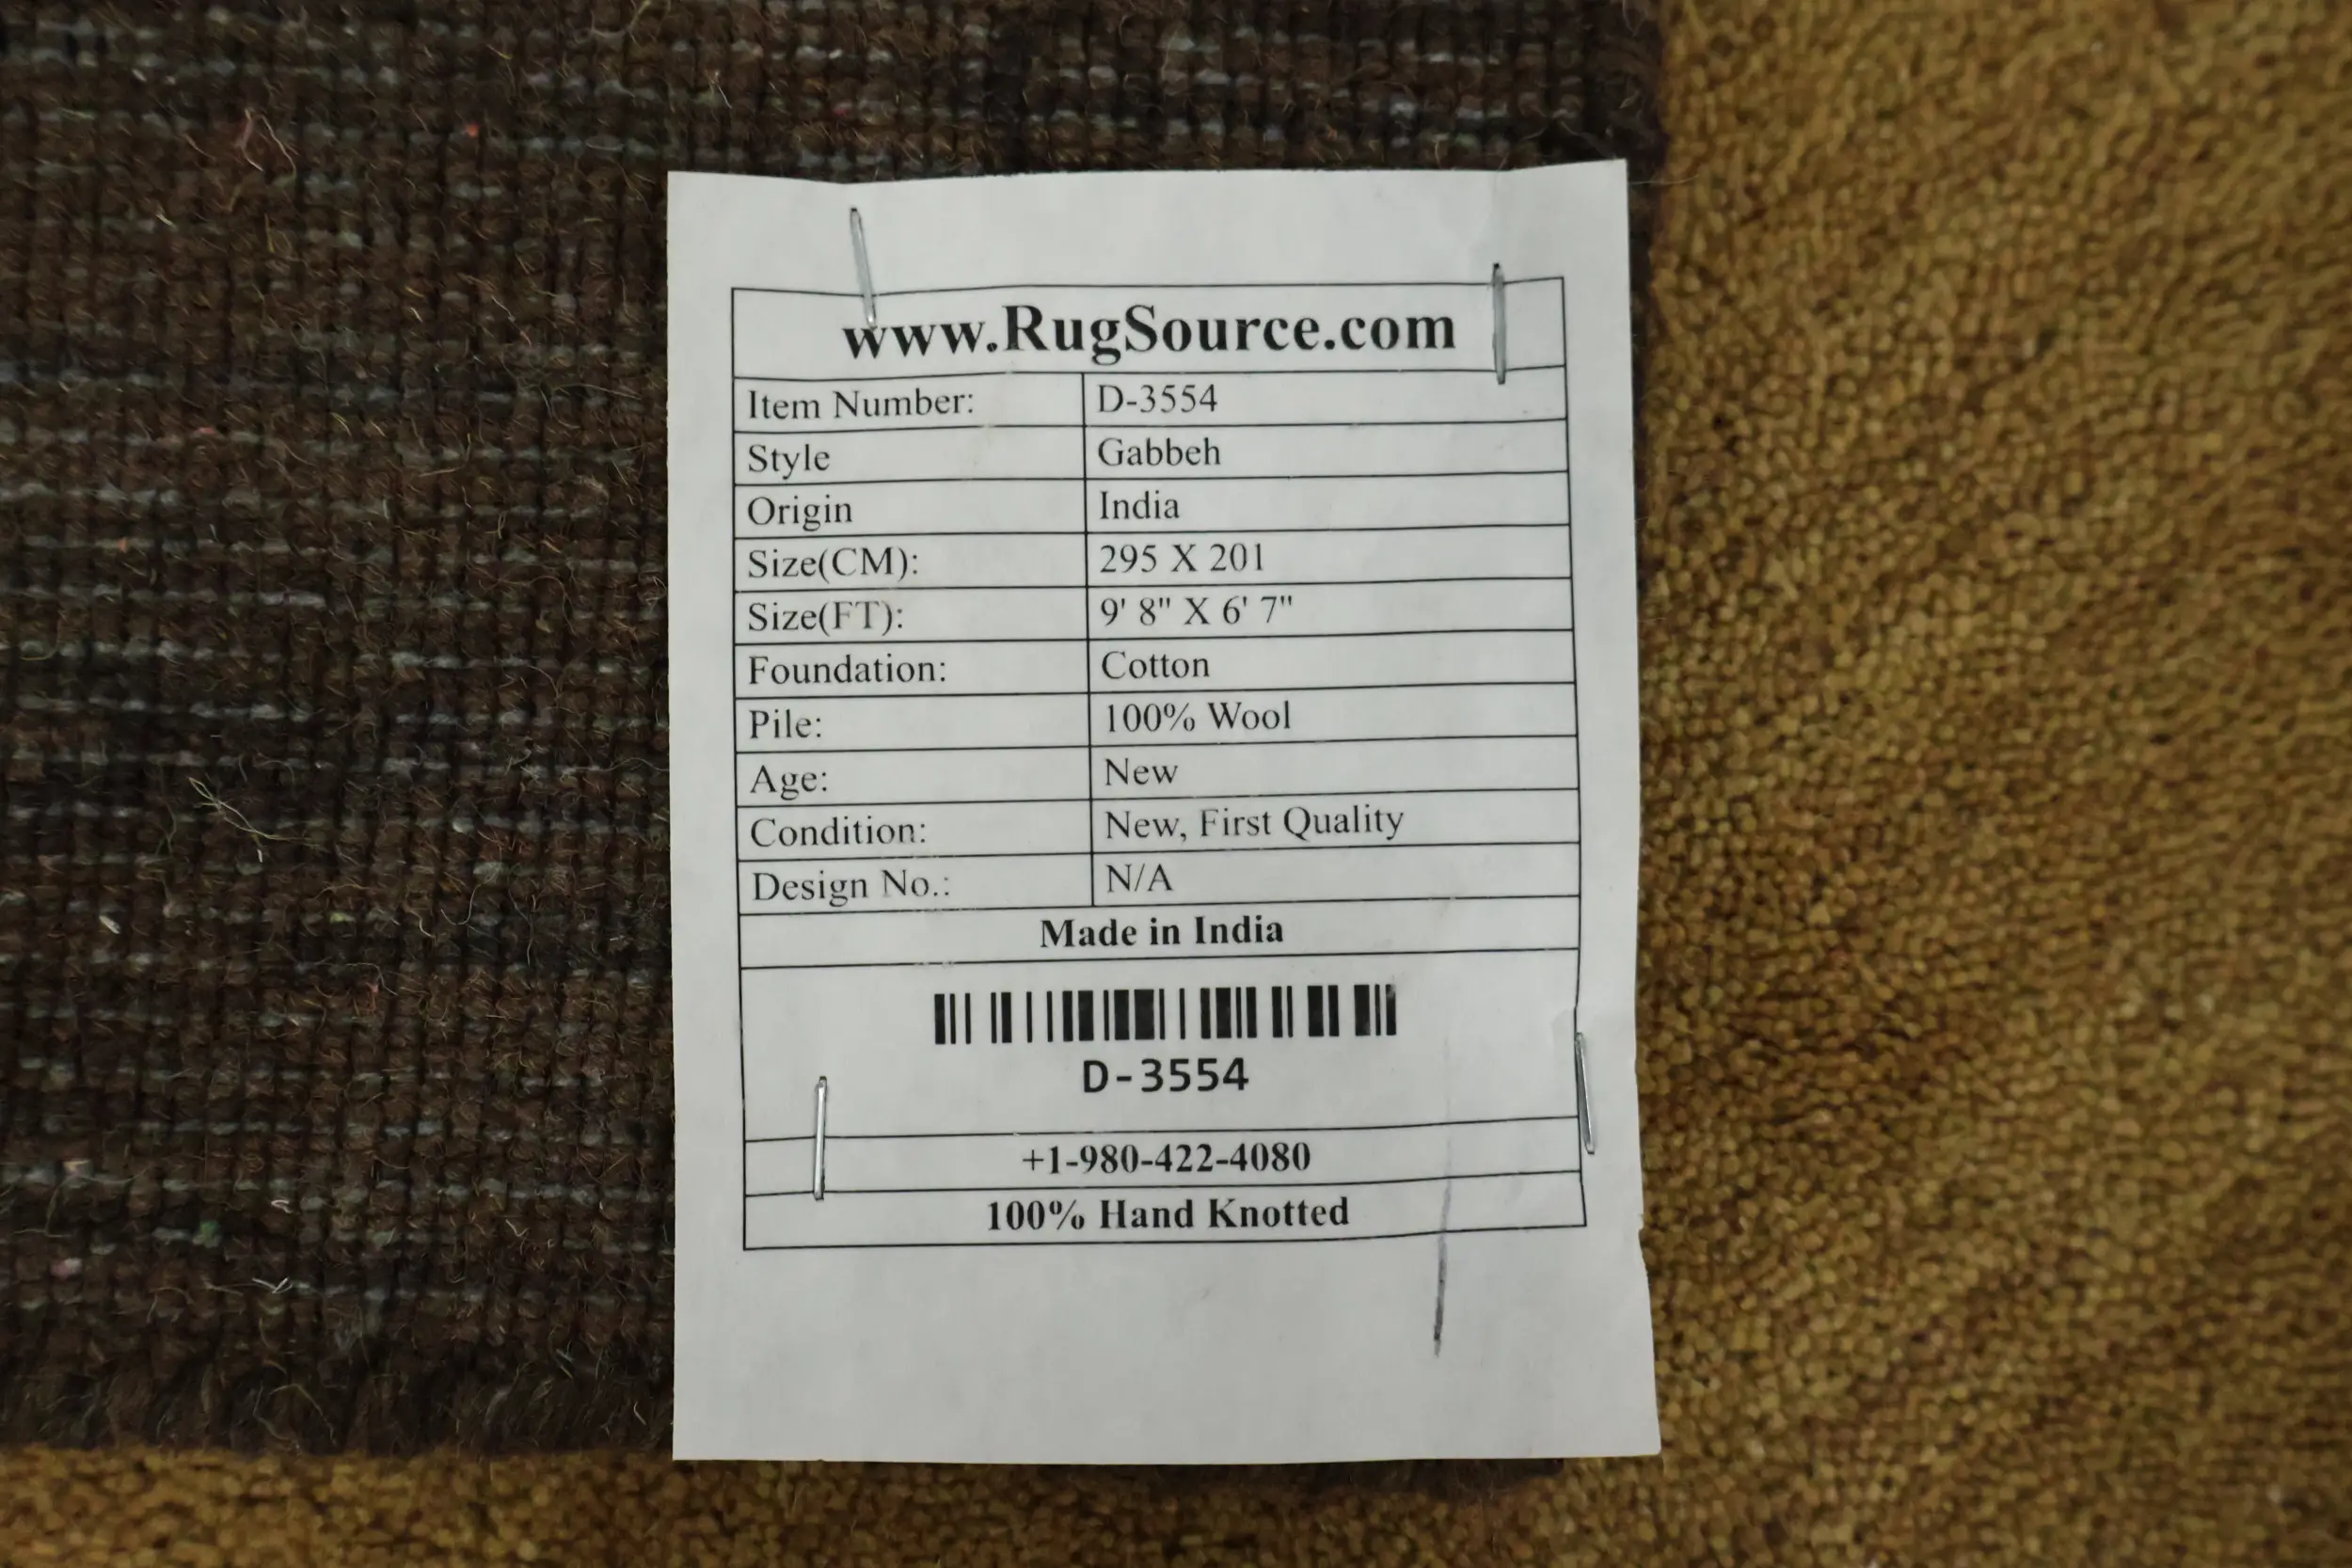 www.RugSource.com
Item Number: D-3554
Style Gabbeh
Origin India
Size(CM): 295 X 201
Size(FT): 9' 8" X 6' 7"
Foundation: Cotton
Pile: 100% Wool
Age: New
Condition: New, First Quality
Design No.: N/A
Made in India
D-3554
+1-980-422-4080
100% Hand Knotted